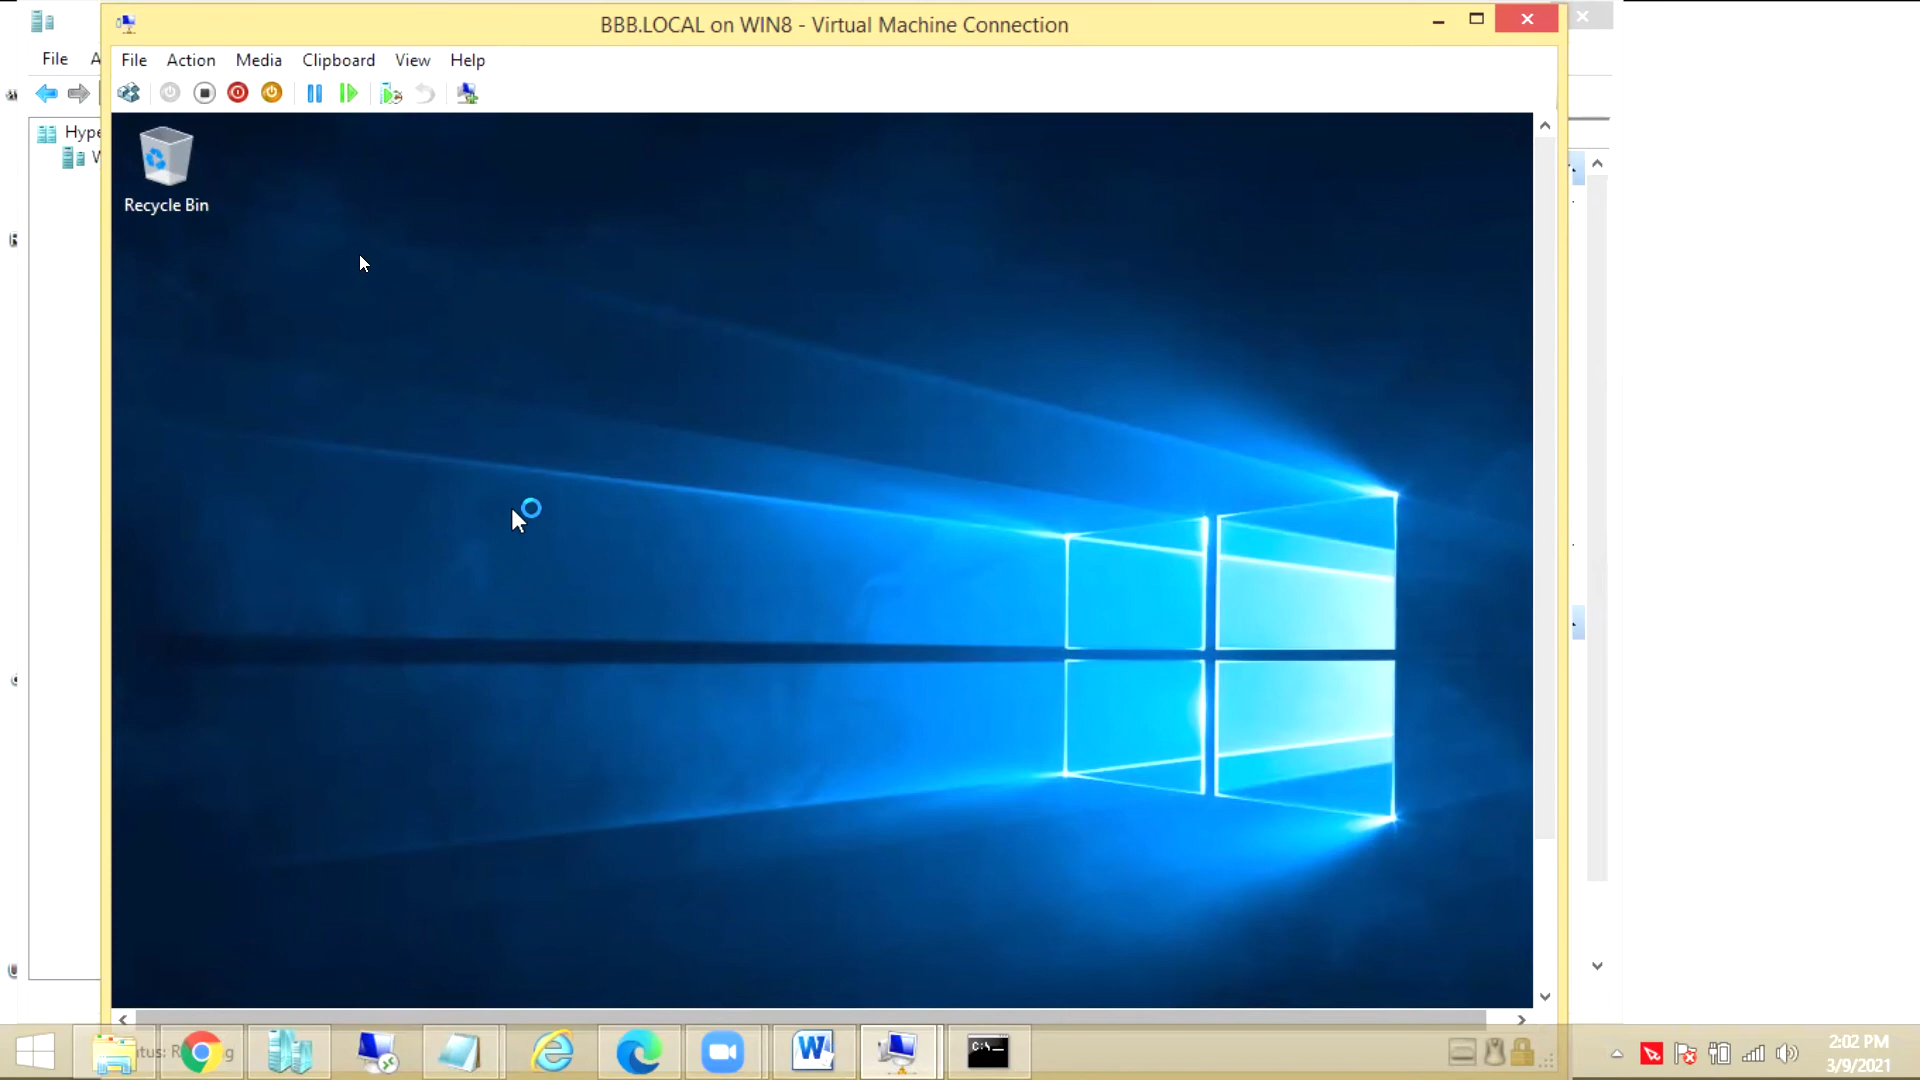 BBB.LOCAL on WIN8 - Virtual Machine Connection
File
File Action Media Clipboard View Help
Recycle Bin
2:02 PM
3/9/2021